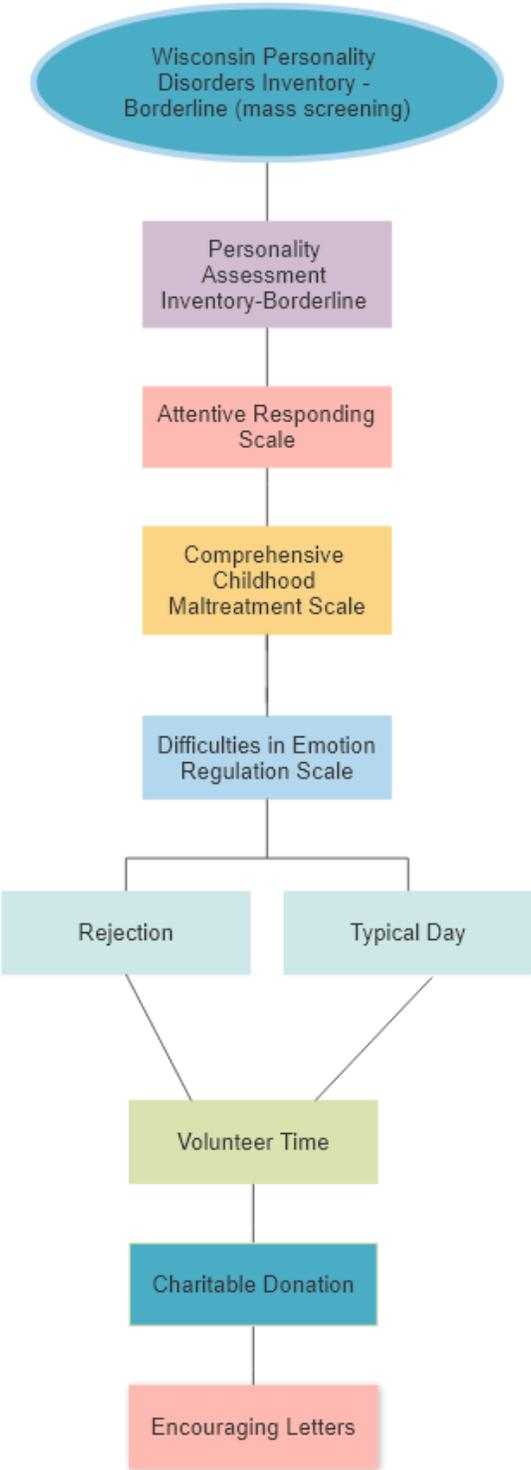 Wisconsin Personality
Disorders Inventory -
Borderline (mass screening)
Personality
Assessment
Inventory-Borderline
Attentive Responding
Scale
Comprehensive
Childhood
Maltreatment Scale
Difficulties in Emotion
Regulation Scale
Rejection
Typical Day
Volunteer Time
Charitable Donation
Encouraging Letters